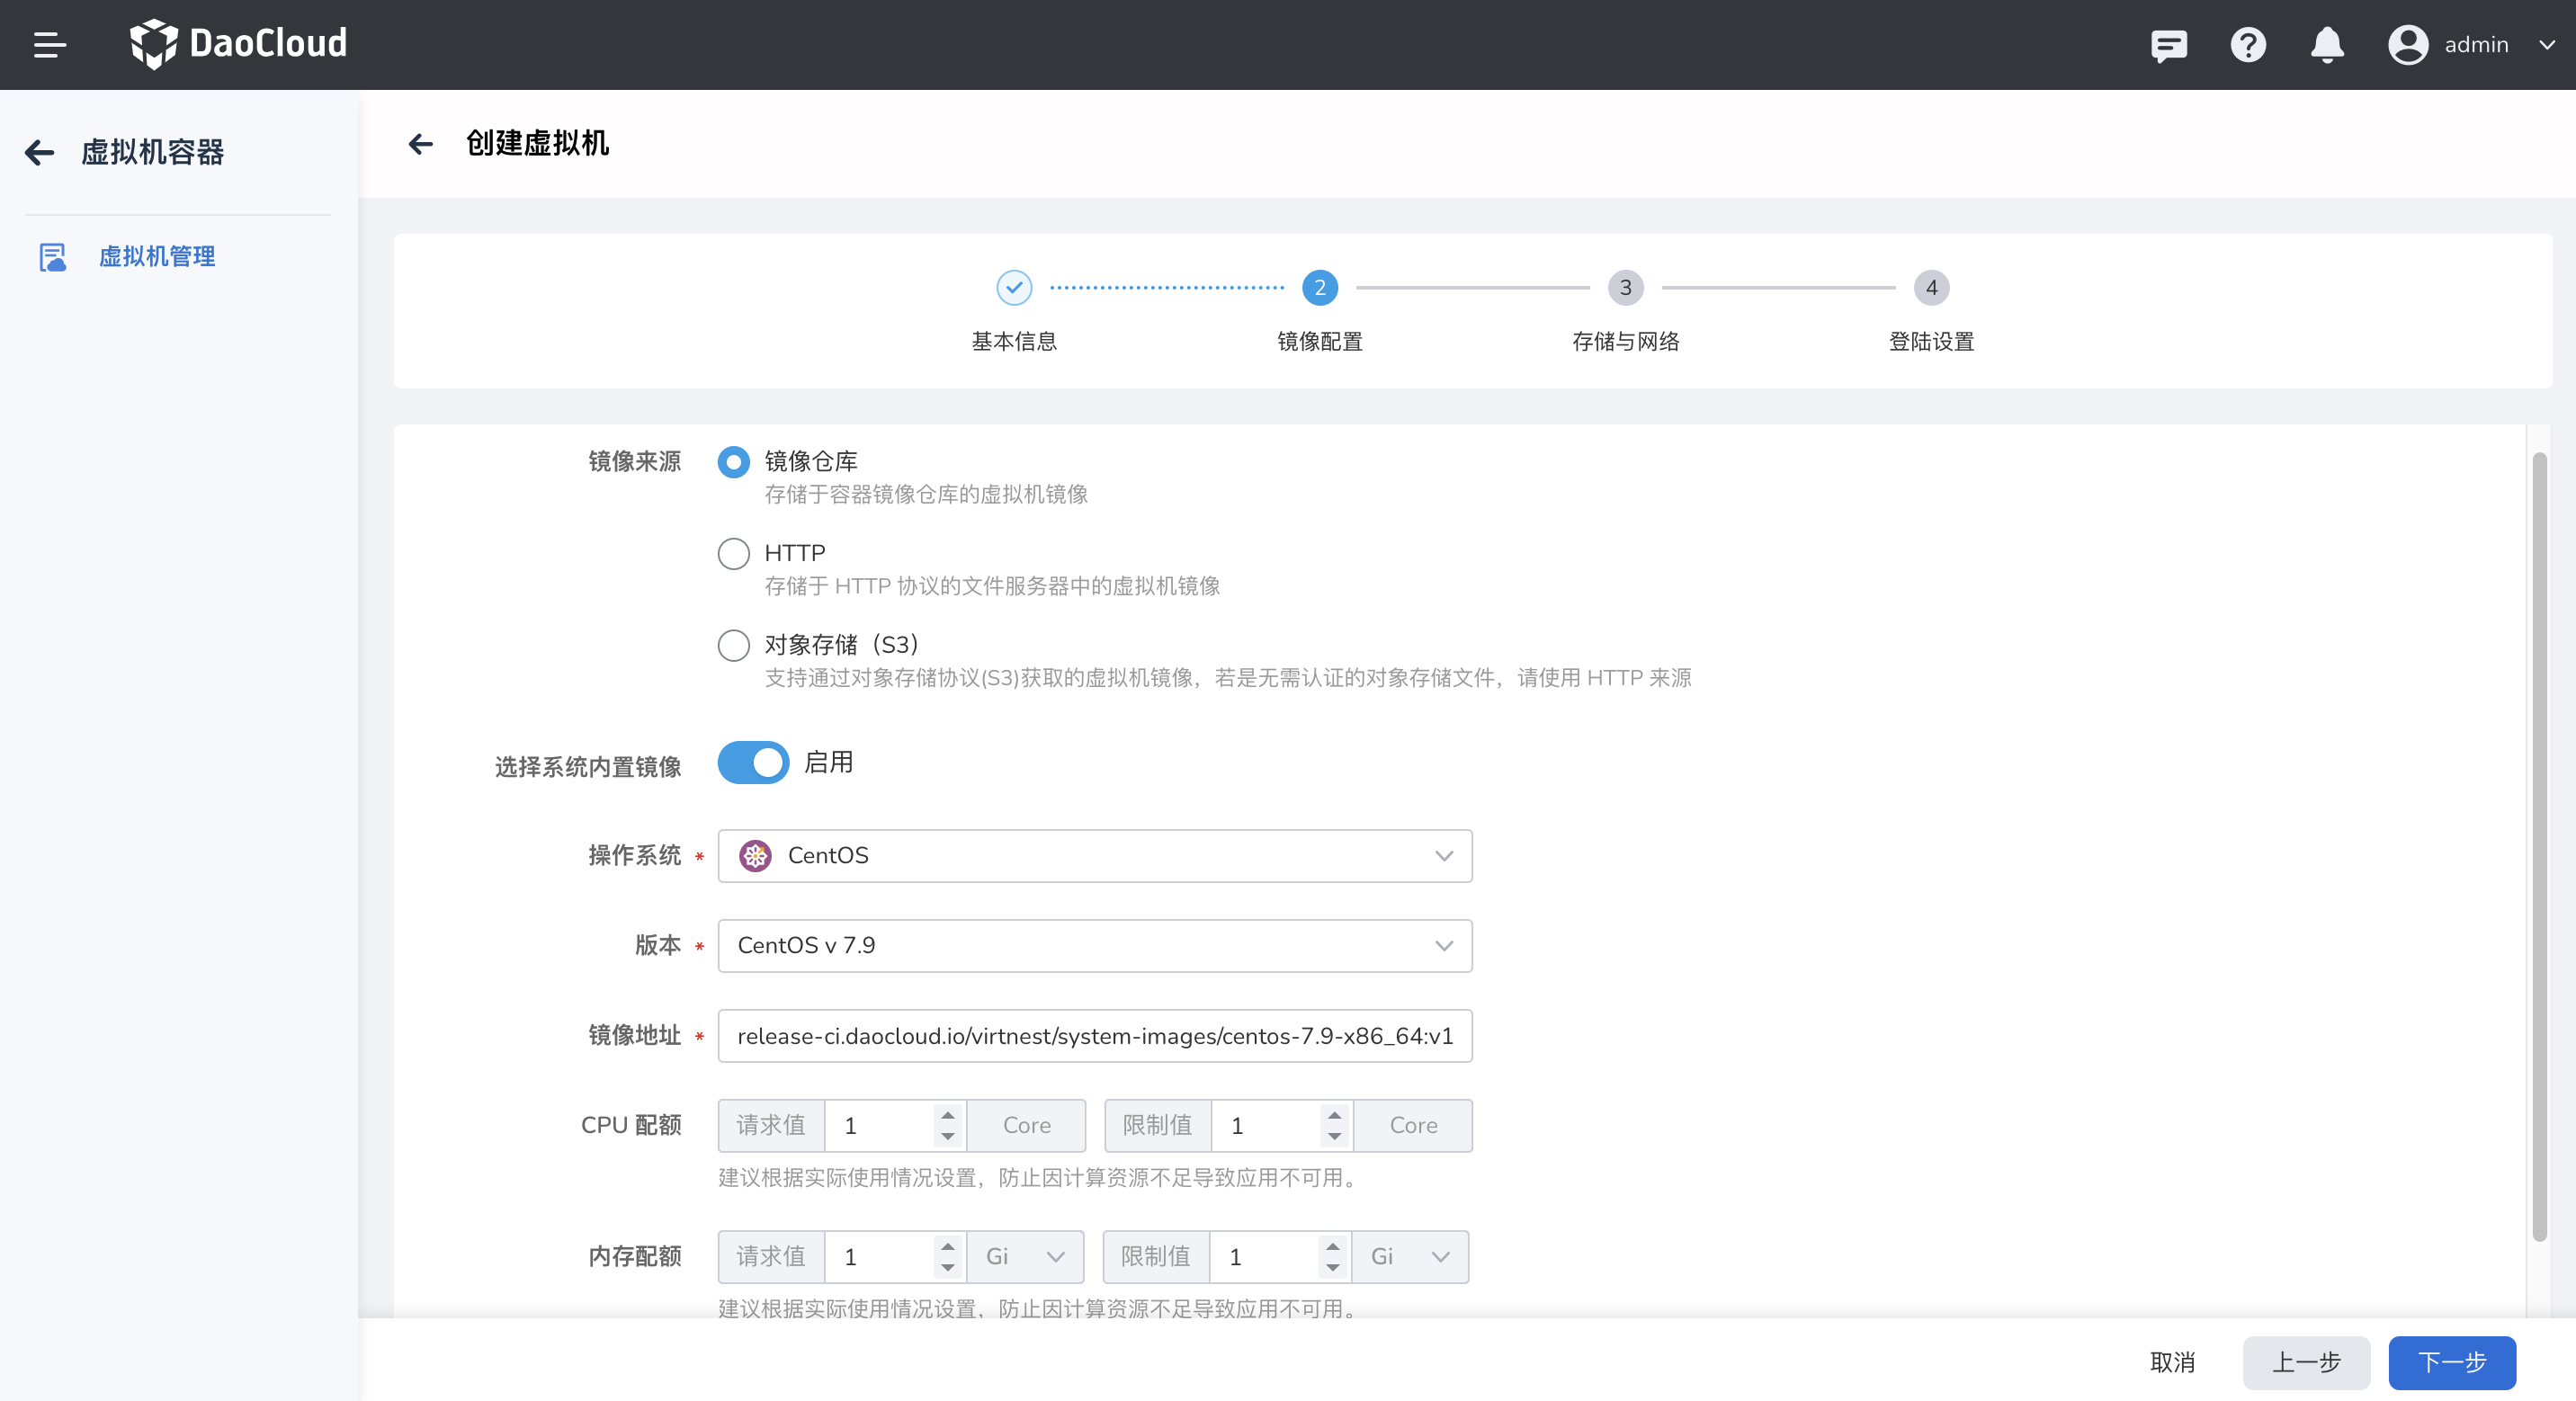 DaoCloud
admin
虚拟机容器
虚拟机管理
创建虚拟机
2
3
4
基本信息
镜像配置
存储与网络
登陆设置
镜像来源
镜像仓库
存储于容器镜像仓库的虚拟机镜像
HTTP
存储于 HTTP 协议的文件服务器中的虚拟机镜像
对象存储（S3）
支持通过对象存储协议(S3)获取的虚拟机镜像，若是无需认证的对象存储文件，请使用 HTTP 来源
选择系统内置镜像 启用
操作系统 * CentOS
版本 * CentOS v 7.9
镜像地址 * release-ci.daocloud.io/virtnest/system-images/centos-7.9-x86_64:v1
CPU 配额 请求值 1 Core 限制值 1 Core
建议根据实际使用情况设置，防止因计算资源不足导致应用不可用。
内存配额 请求值 1 Gi 限制值 1 Gi
建议根据实际使用情况设置，防止因计算资源不足导致应用不可用。
取消 上一步 下一步